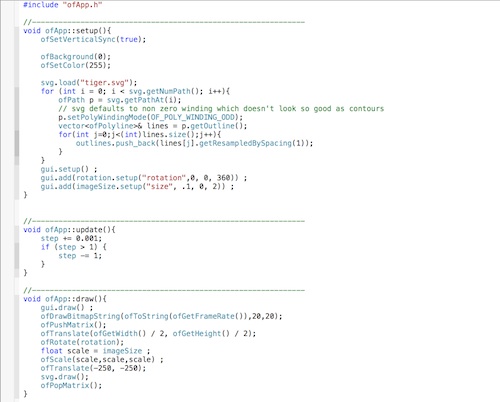 #include "ofApp.h"
//--------------------------------------------------------------
void ofApp::setup(){
ofSetVerticalSync(true);
ofBackground(0);
ofSetColor(255);
svg.load("tiger.svg");
for (int i = 0; i < svg.getNumPath(); i++){
ofPath p = svg.getPathAt(i);
// svg defaults to non zero winding which doesn't look so good as contours
p.setPolyWindingMode(OF_POLY_WINDING_ODD);
vector<ofPolyline>& lines = p.getOutline();
for(int j=0;j<(int)lines.size();j++){
outlines.push_back(lines[j].getResampledBySpacing(1));
}
}
gui.setup() ;
gui.add(rotation.setup("rotation",0, 0, 360)) ;
gui.add(imageSize.setup("size", .1, 0, 2)) ;
}
//--------------------------------------------------------------
void ofApp::update(){
step += 0.001;
if (step > 1) {
step -= 1;
}
}
//--------------------------------------------------------------
void ofApp::draw(){
gui.draw() ;
ofDrawBitmapString(ofToString(ofGetFrameRate()),20,20);
ofPushMatrix();
ofTranslate(ofGetWidth() / 2, ofGetHeight() / 2);
ofRotate(rotation);
float scale = imageSize ;
ofScale(scale,scale,scale) ;
ofTranslate(-250, -250);
svg.draw();
ofPopMatrix();
}